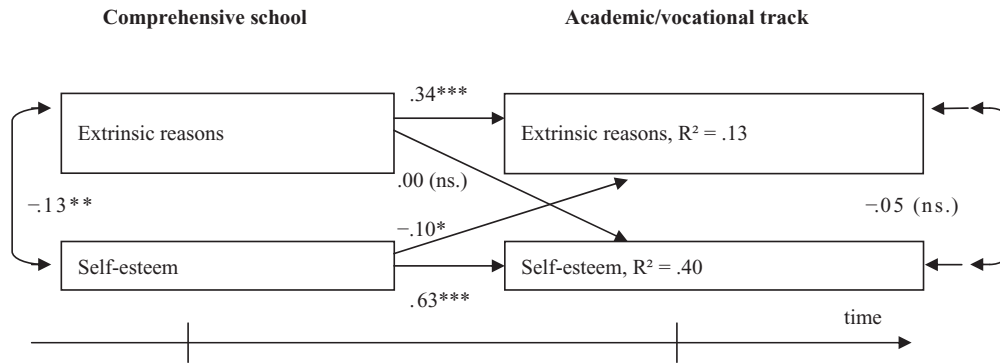 Comprehensive school Academic/vocational track
.34***
Extrinsic reasons Extrinsic reasons, R² = .13
.00 (ns.)
−.13** −.05 (ns.)
−.10*
Self-esteem Self-esteem, R² = .40
.63***
time